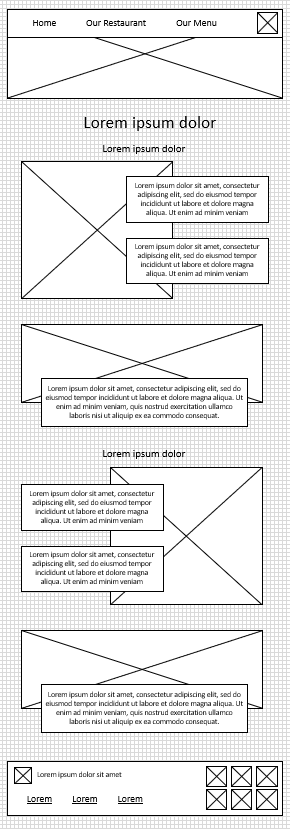 Home Our Restaurant Our Menu
Lorem ipsum dolor
Lorem ipsum dolor
Lorem ipsum dolor sit amet, consectetur
adipiscing elit, sed do eiusmod tempor
incididunt ut labore et dolore magna
aliqua. Ut enim ad minim veniam
Lorem ipsum dolor sit amet, consectetur
adipiscing elit, sed do eiusmod tempor
incididunt ut labore et dolore magna
aliqua. Ut enim ad minim veniam
Lorem ipsum dolor sit amet, consectetur adipiscing elit, sed do
eiusmod tempor incididunt ut labore et dolore magna aliqua. Ut
enim ad minim veniam, quis nostrud exercitation ullamco
laboris nisi ut aliquip ex ea commodo consequat.
Lorem ipsum dolor
Lorem ipsum dolor sit amet, consectetur
adipiscing elit, sed do eiusmod tempor
incididunt ut labore et dolore magna
aliqua. Ut enim ad minim veniam
Lorem ipsum dolor sit amet, consectetur
adipiscing elit, sed do eiusmod tempor
incididunt ut labore et dolore magna
aliqua. Ut enim ad minim veniam
Lorem ipsum dolor sit amet, consectetur adipiscing elit, sed do
eiusmod tempor incididunt ut labore et dolore magna aliqua. Ut
enim ad minim veniam, quis nostrud exercitation ullamco
laboris nisi ut aliquip ex ea commodo consequat.
Lorem ipsum dolor sit amet
Lorem Lorem Lorem